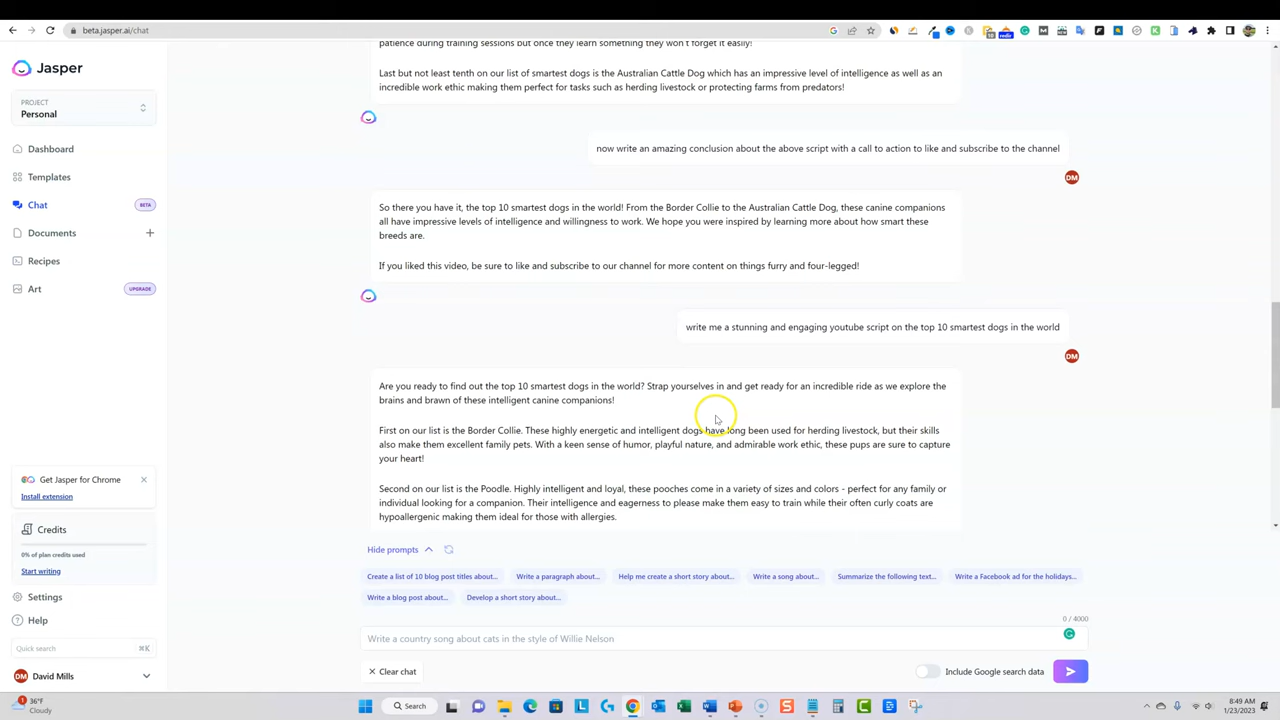 beta.jasper.ai/chat
Jasper
PROJECT
Personal
Dashboard
Templates
Chat
BETA
Documents
Recipes
Art
UPGRADE
Get Jasper for Chrome
Install extension
Credits
0% of plan credits used
Start writing
Settings
Help
Quick search
⌘K
DM
David Mills
patience during training sessions but once they learn something they won't forget it easily!
Last but not least tenth on our list of smartest dogs is the Australian Cattle Dog which has an impressive level of intelligence as well as an
incredible work ethic making them perfect for tasks such as herding livestock or protecting farms from predators!
now write an amazing conclusion about the above script with a call to action to like and subscribe to the channel
DM
So there you have it, the top 10 smartest dogs in the world! From the Border Collie to the Australian Cattle Dog, these canine companions
all have impressive levels of intelligence and willingness to work. We hope you were inspired by learning more about how smart these
breeds are.
If you liked this video, be sure to like and subscribe to our channel for more content on things furry and four-legged!
write me a stunning and engaging youtube script on the top 10 smartest dogs in the world
DM
Are you ready to find out the top 10 smartest dogs in the world? Strap yourselves in and get ready for an incredible ride as we explore the
brains and brawn of these intelligent canine companions!
First on our list is the Border Collie. These highly energetic and intelligent dogs have long been used for herding livestock, but their skills
also make them excellent family pets. With a keen sense of humor, playful nature, and admirable work ethic, these pups are sure to capture
your heart!
Second on our list is the Poodle. Highly intelligent and loyal, these pooches come in a variety of sizes and colors - perfect for any family or
individual looking for a companion. Their intelligence and eagerness to please make them easy to train while their often curly coats are
hypoallergenic making them ideal for those with allergies.
Hide prompts
Create a list of 10 blog post titles about...
Write a paragraph about...
Help me create a short story about...
Write a song about...
Summarize the following text...
Write a Facebook ad for the holidays...
Write a blog post about...
Develop a short story about...
0 / 4000
Write a country song about cats in the style of Willie Nelson
Clear chat
Include Google search data
36°F
Cloudy
Search
8:49 AM
1/23/2023